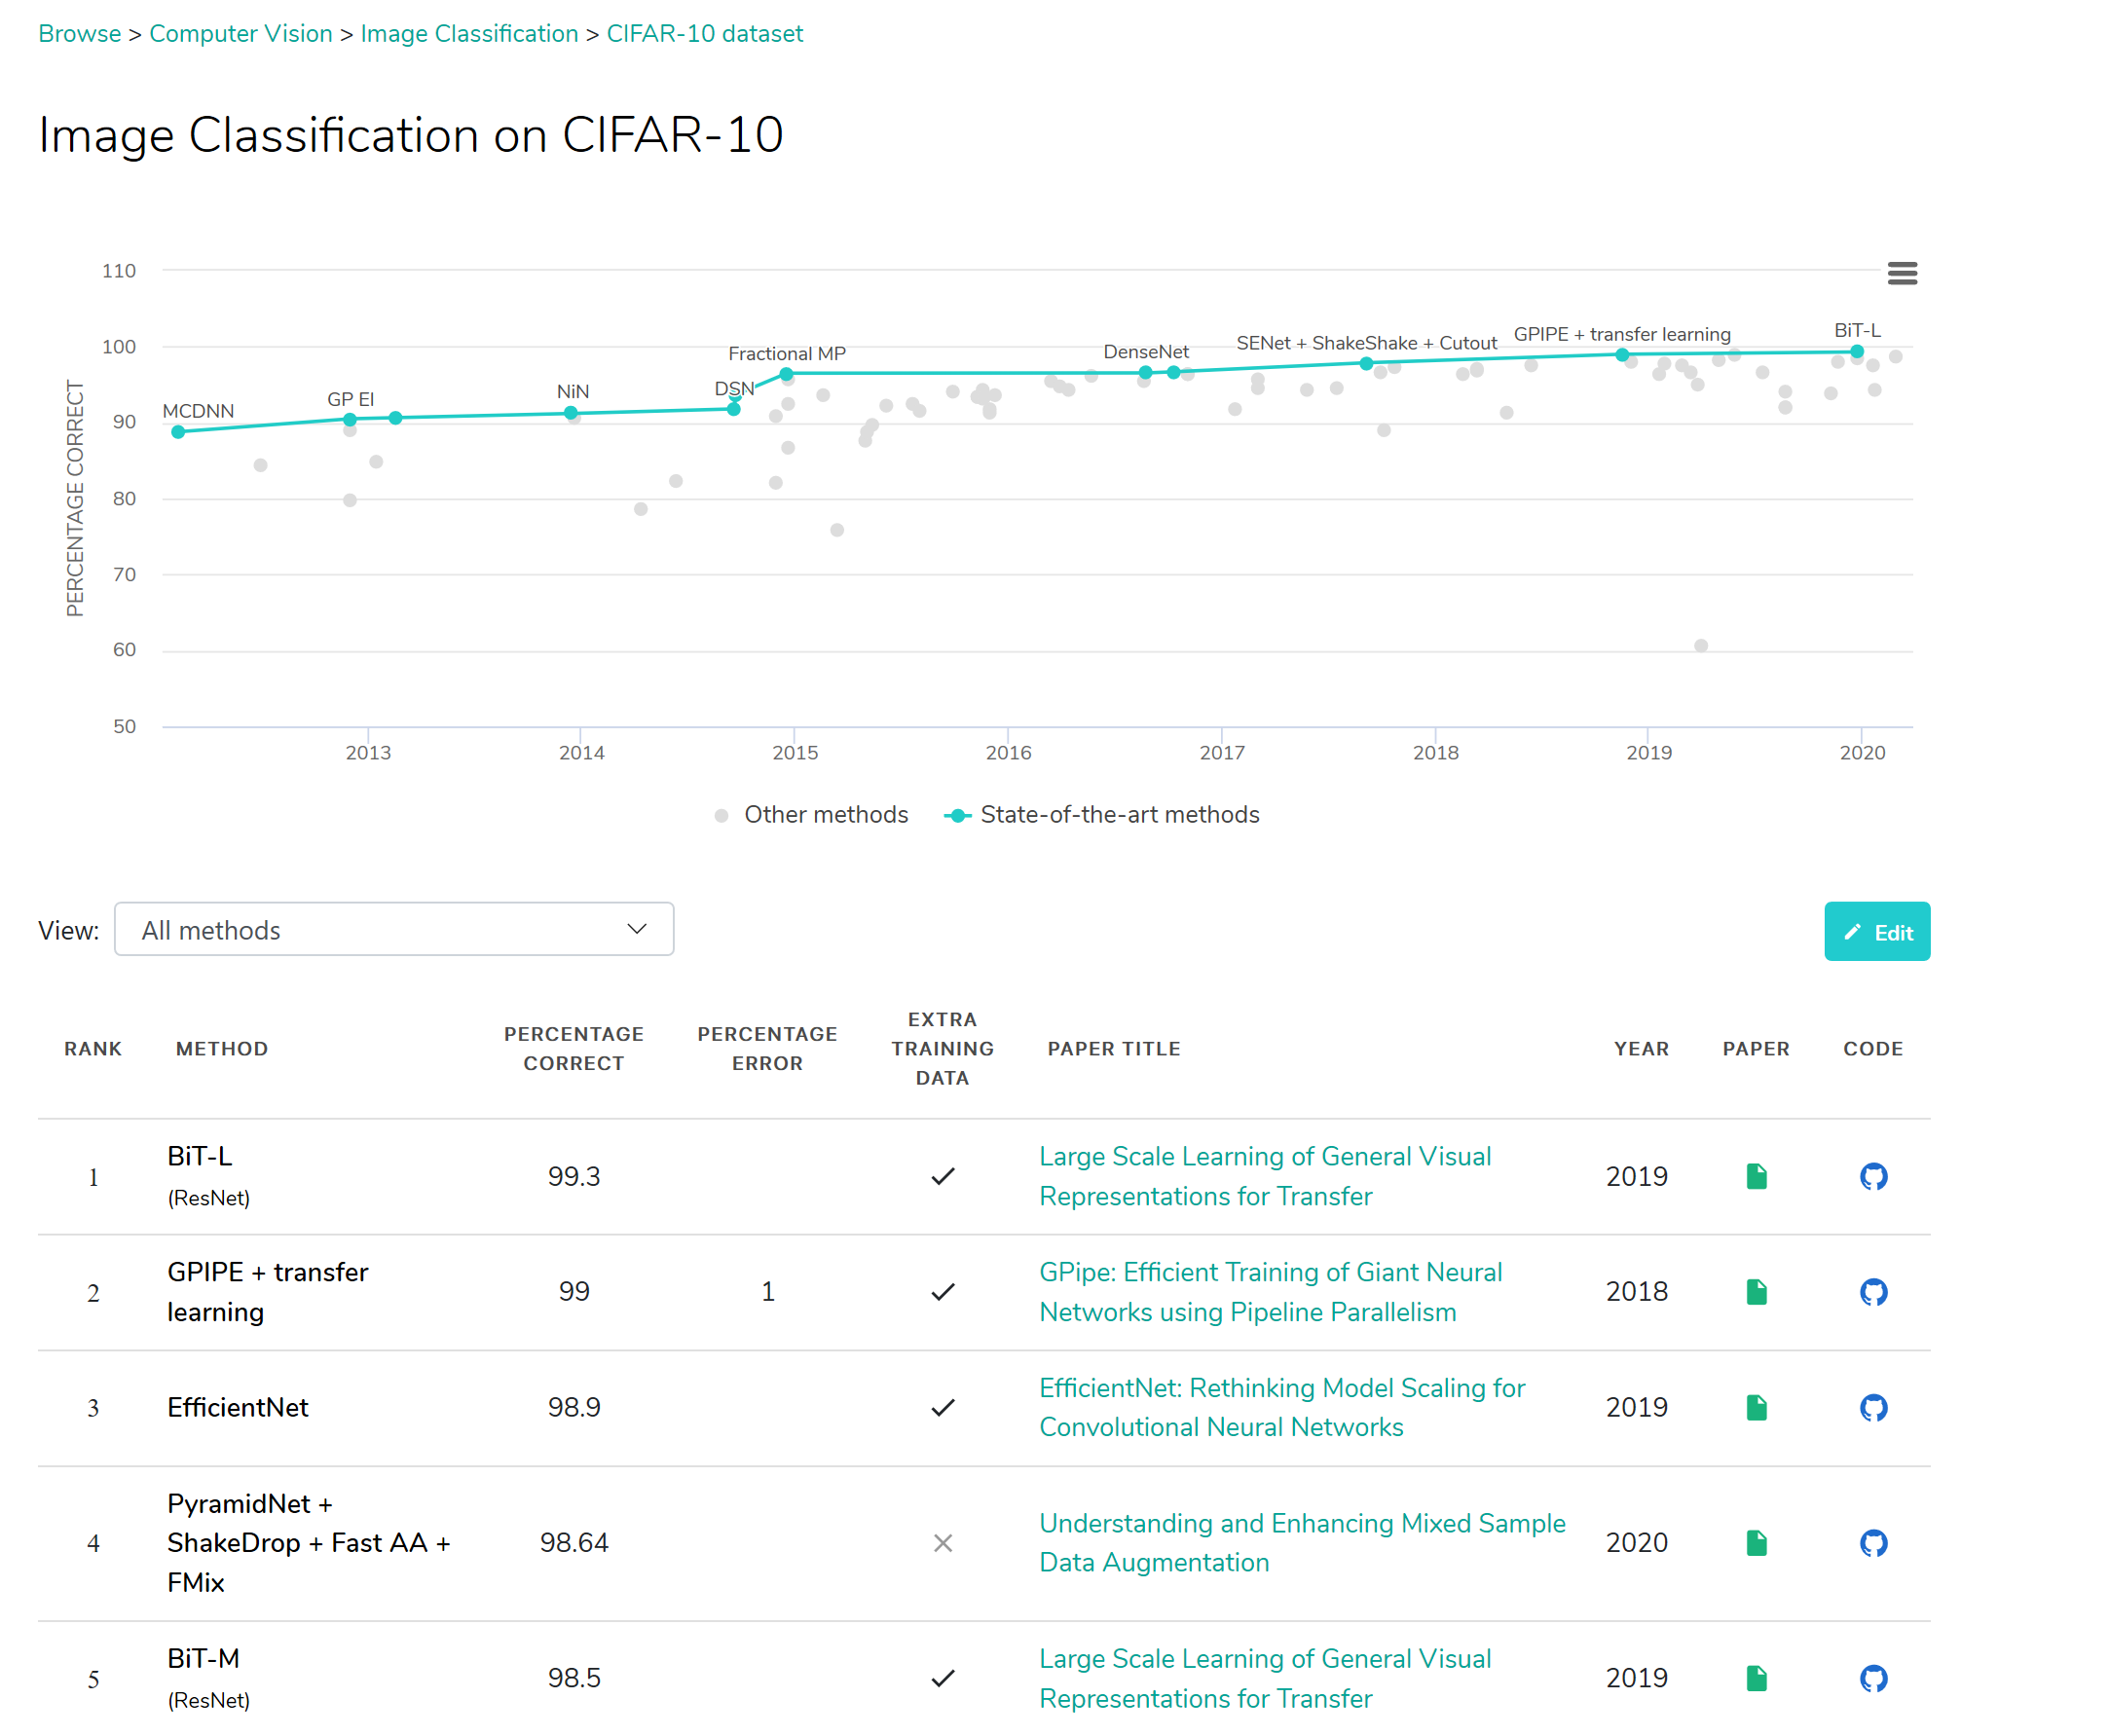 Browse > Computer Vision > Image Classification > CIFAR-10 dataset
Image Classification on CIFAR-10
110
100
90
80
70
60
50
PERCENTAGE CORRECT
MCDNN
GP EI
NiN
DSN
Fractional MP
DenseNet
SENet + ShakeShake + Cutout
GPIPE + transfer learning
BiT-L
2013 2014 2015 2016 2017 2018 2019 2020
Other methods State-of-the-art methods
View: All methods
Edit
RANK METHOD PERCENTAGE CORRECT PERCENTAGE ERROR EXTRA TRAINING DATA PAPER TITLE YEAR PAPER CODE
1 BiT-L (ResNet) 99.3 Large Scale Learning of General Visual Representations for Transfer 2019
2 GPIPE + transfer learning 99 1 GPipe: Efficient Training of Giant Neural Networks using Pipeline Parallelism 2018
3 EfficientNet 98.9 EfficientNet: Rethinking Model Scaling for Convolutional Neural Networks 2019
4 PyramidNet + ShakeDrop + Fast AA + FMix 98.64 Understanding and Enhancing Mixed Sample Data Augmentation 2020
5 BiT-M (ResNet) 98.5 Large Scale Learning of General Visual Representations for Transfer 2019